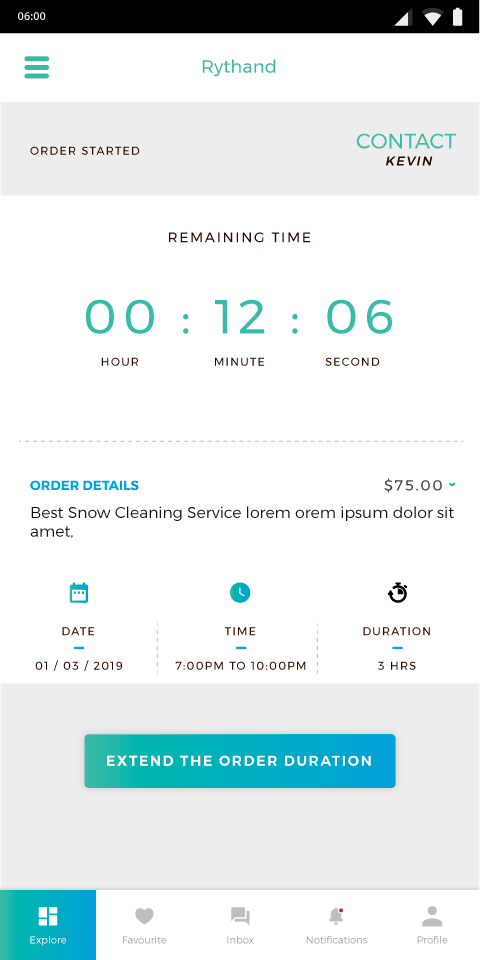 06:00
Rythand
ORDER STARTED
CONTACT
KEVIN
REMAINING TIME
00 : 12 : 06
HOUR MINUTE SECOND
ORDER DETAILS $75.00
Best Snow Cleaning Service lorem orem ipsum dolor sit
amet,
DATE TIME DURATION
01 / 03 / 2019 7:00PM TO 10:00PM 3 HRS
EXTEND THE ORDER DURATION
Explore Favourite Inbox Notifications Profile